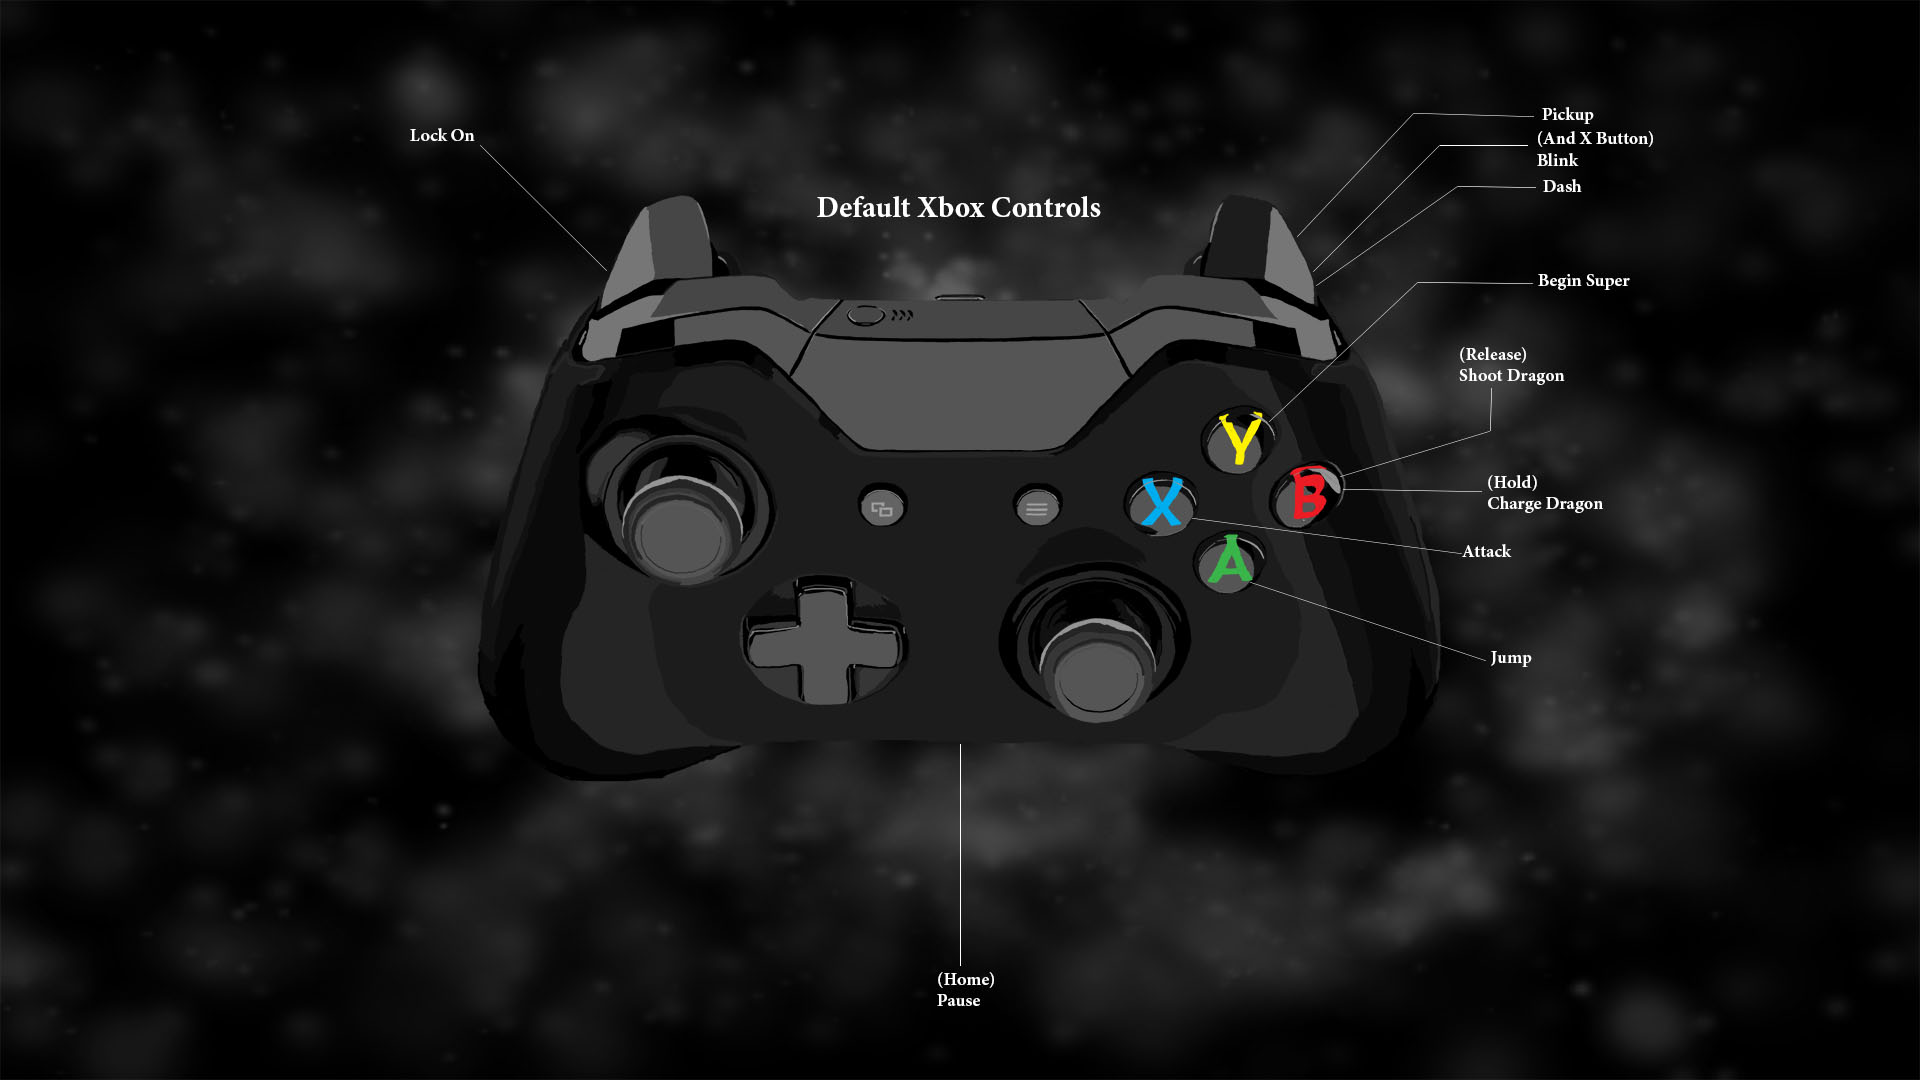 Lock On
Pickup
(And X Button)
Blink
Dash
Default Xbox Controls
Begin Super
(Release)
Shoot Dragon
Y
(Hold)
Charge Dragon
X
B
Attack
A
Jump
(Home)
Pause